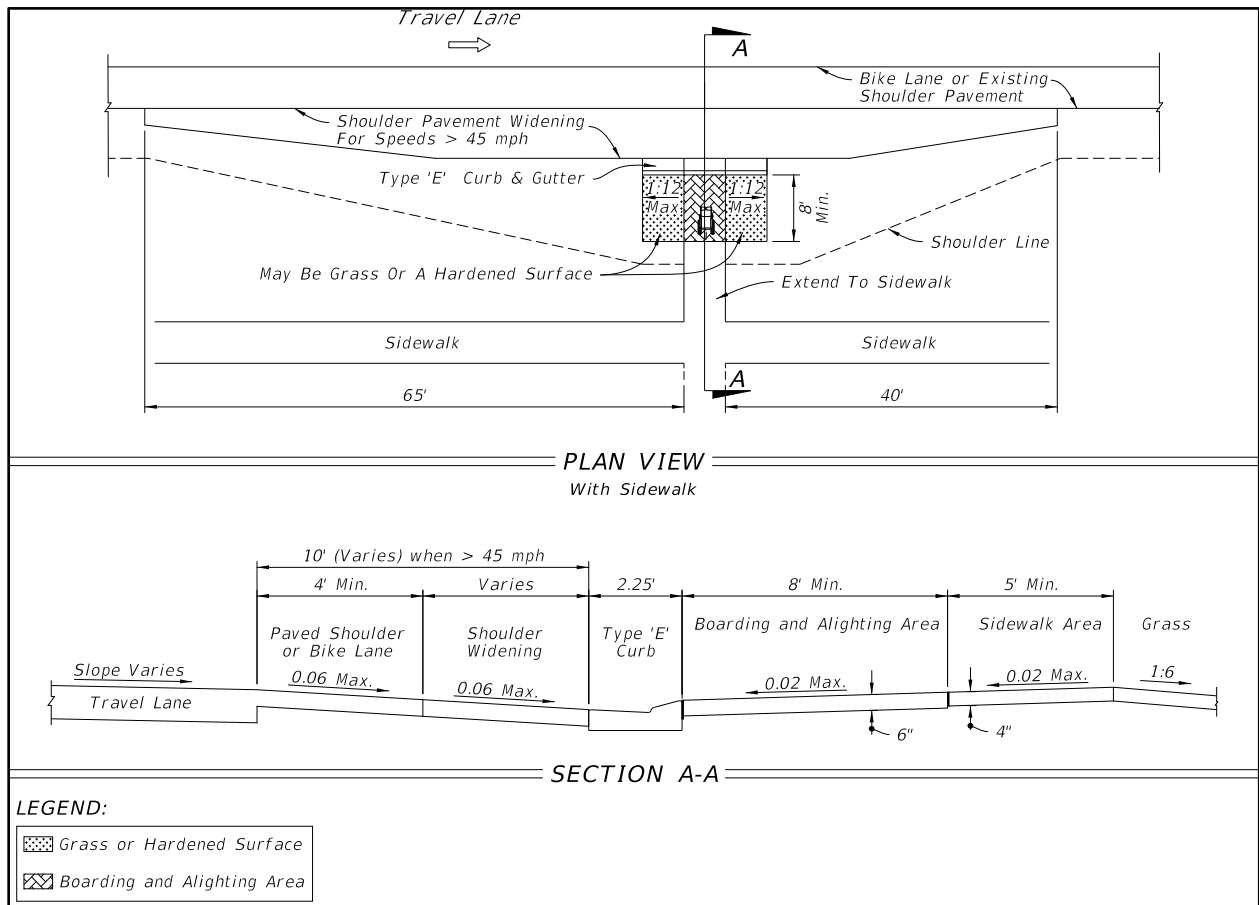 Travel Lane
A
Bike Lane or Existing
Shoulder Pavement
Shoulder Pavement Widening
For Speeds > 45 mph
Type 'E' Curb & Gutter
1:12
Max
1:12
Max
8'
Min.
Shoulder Line
May Be Grass Or A Hardened Surface
Extend To Sidewalk
Sidewalk
Sidewalk
A
65'
40'
PLAN VIEW
With Sidewalk
10' (Varies) when > 45 mph
4' Min.
Varies
2.25'
8' Min.
5' Min.
Paved Shoulder
or Bike Lane
Shoulder
Widening
Type 'E'
Curb
Boarding and Alighting Area
Sidewalk Area
Grass
Slope Varies
0.06 Max.
0.06 Max.
0.02 Max.
0.02 Max.
1:6
Travel Lane
6"
4"
SECTION A-A
LEGEND:
Grass or Hardened Surface
Boarding and Alighting Area